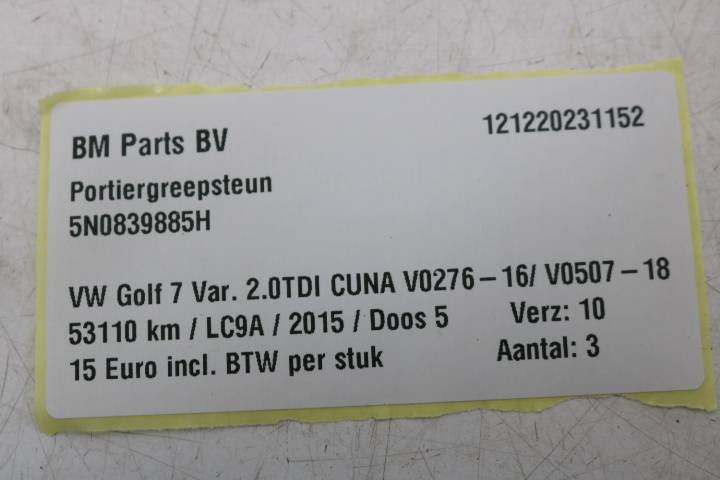 BM Parts BV 121220231152
Portiergreepsteun
5N0839885H
VW Golf 7 Var. 2.0TDI CUNA V0276-16/ V0507-18
53110 km / LC9A / 2015 / Doos 5 Verz: 10
15 Euro incl. BTW per stuk Aantal: 3